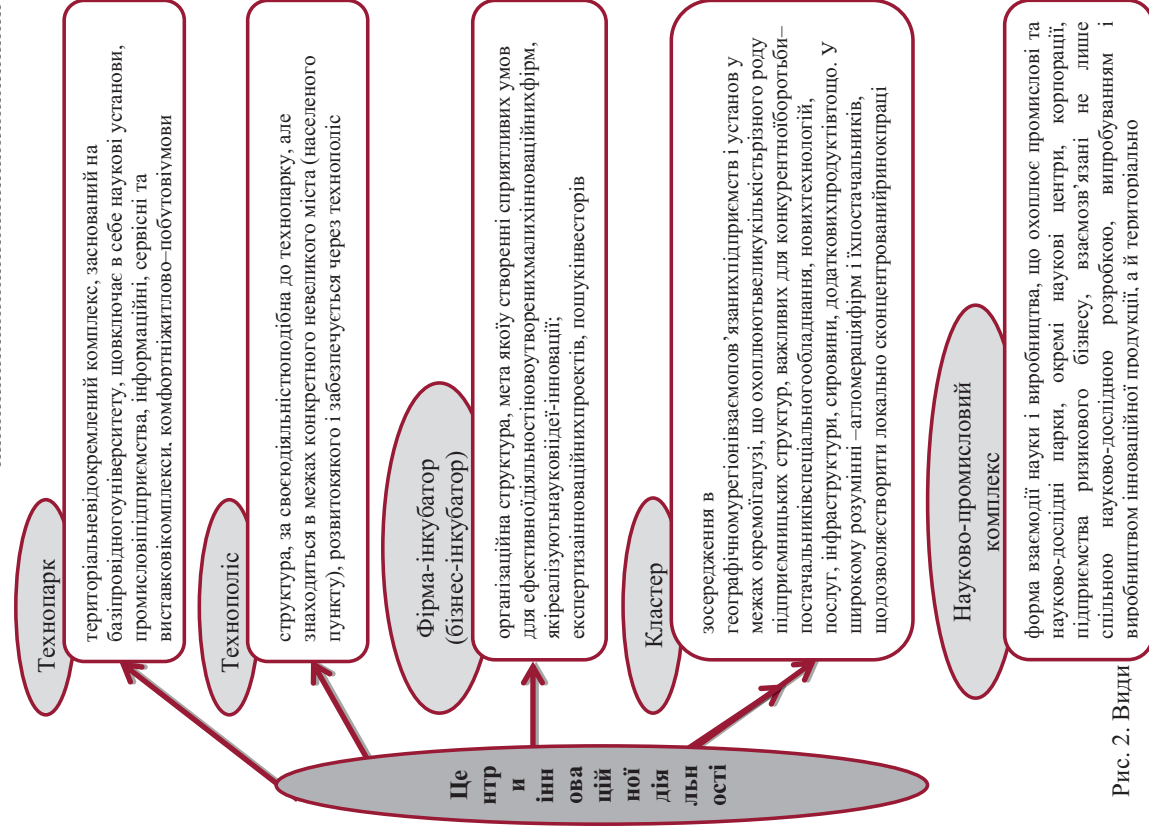 Технопарк
територіальневідокремлений комплекс, заснований на
базіпровідногоуніверситету, щовключає в себе наукові установи,
промисловіпідприємства, інформаційні, сервісні та
виставковікомплекси, комфортніжитлово–побутовіумови
Технополіс
структура, за своєюдіяльністюподібна до технопарку, але
знаходиться в межах конкретного невеликого міста (населеного
пункту), розвитокякого і забезпечується через технополіс
Фірма-інкубатор
(бізнес-інкубатор)
організаційна структура, мета якоїу створенні сприятливих умов
для ефективноїдіяльностіновоутворенихмалихінноваційнихфірм,
якіреалізуютьнауковіідеї-інновації;
експертизаінноваційнихпроектів, пошукінвесторів
Кластер
зосередження в
географічномурегіонівзаємопов’язанихпідприємств і установ у
межах окремоїгалузі, що охоплюютьвеликукількістьрізного роду
підприємницьких структур, важливих для конкурентноїборотьби–
постачальниківспеціальногообладнання, новихтехнологій,
послуг, інфраструктури, сировини, додатковихпродуктівтощо. У
широкому розумінні –агломераціяфірм і їхпостачальників,
щодозволяєстворити локально сконцентрованийринокпраці
Науково-промисловий
комплекс
форма взаємодії науки і виробництва, що охоплює промислові та
науково-дослідні парки, окремі наукові центри, корпорації,
підприємства ризикового бізнесу, взаємозв’язані не лише
спільною науково-дослідною розробкою, випробуванням і
виробництвом інноваційної продукції, а й територіально
Це
нтр
и
інн
ова
цій
ної
дія
льн
ості
Рис. 2. Види